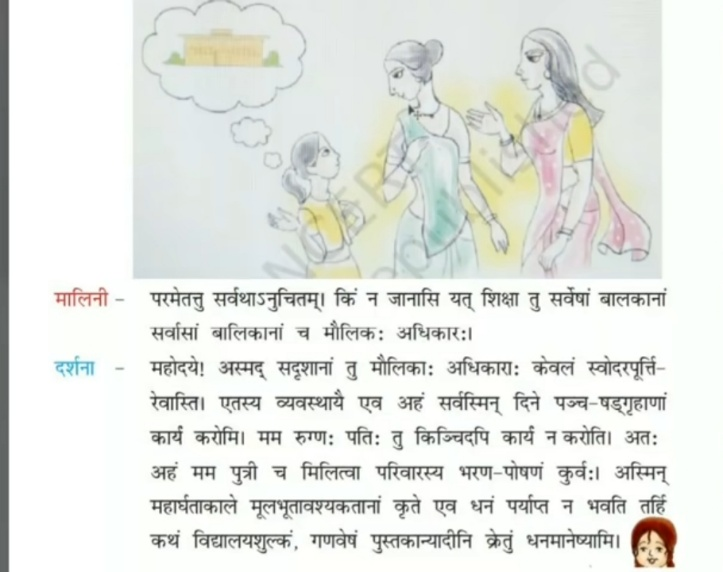 मालिनी – परमेतत्तु सर्वथाऽनुचितम्। किं न जानासि यत् शिक्षा तु सर्वेषां बालकानां
सर्वासां बालिकानां च मौलिक: अधिकार:।
दर्शना – महोदये! अस्मद् सदृशानां तु मौलिका: अधिकारा: केवलं स्वोदरपूर्त्ति-
रेवास्ति। एतस्य व्यवस्थायै एव अहं सर्वस्मिन् दिने पञ्च-षड्गृहाणां
कार्यं करोमि। मम रुग्ण: पति: तु किञ्चिदपि कार्यं न करोति। अत:
अहं मम पुत्री च मिलित्वा परिवारस्य भरण-पोषणं कुर्व:। अस्मिन्
महार्घताकाले मूलभूतावश्यकतानां कृते एव धनं पर्याप्तं न भवति तर्हि
कथं विद्यालयशुल्कं, गणवेषं पुस्तकान्यादीनि क्रेतुं धनमानेष्यामि।